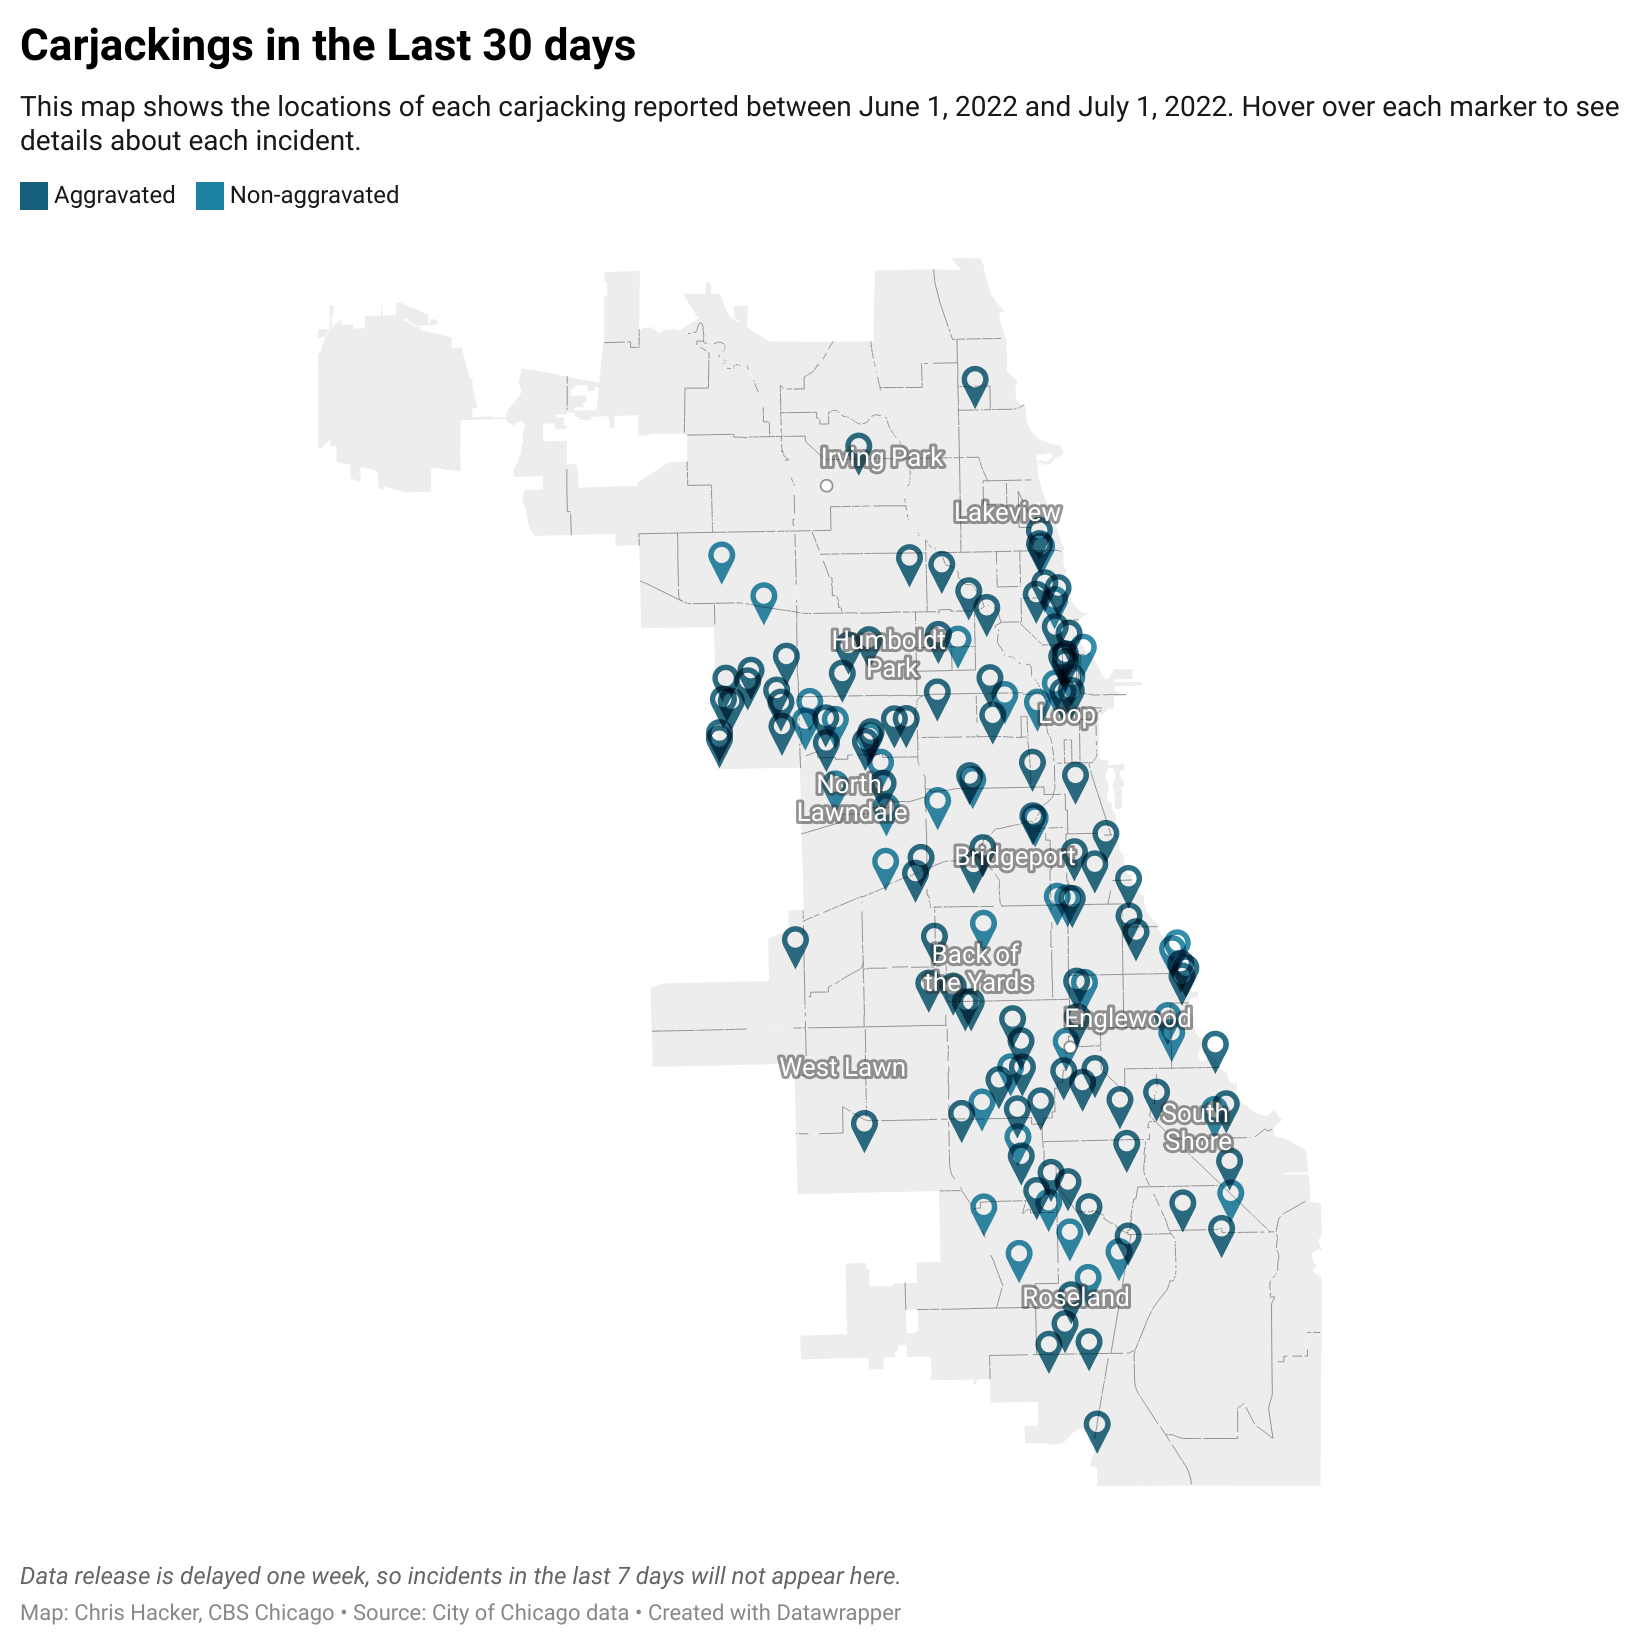 Carjackings in the Last 30 days
This map shows the locations of each carjacking reported between June 1, 2022 and July 1, 2022. Hover over each marker to see
details about each incident.
Aggravated Non-aggravated
Irving Park
Lakeview
Humboldt
Park
Loop
North
Lawndale
Bridgeport
Back of
the Yards
Englewood
West Lawn
South
Shore
Roseland
Data release is delayed one week, so incidents in the last 7 days will not appear here.
Map: Chris Hacker, CBS Chicago • Source: City of Chicago data • Created with Datawrapper